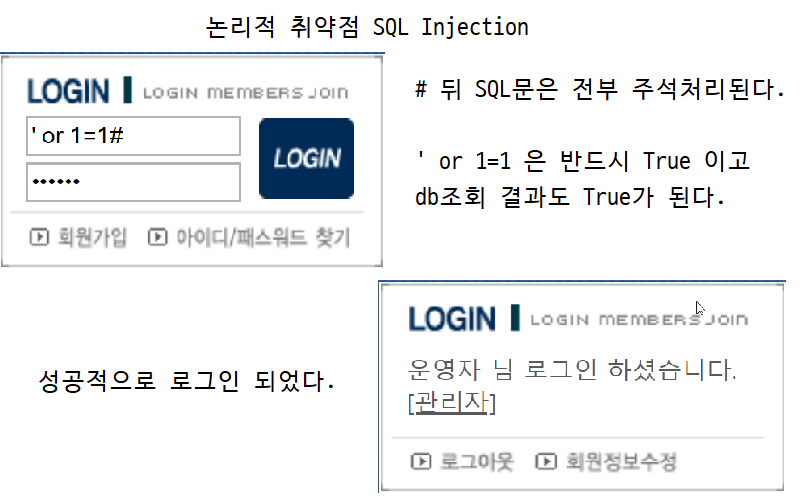 논리적 취약점 SQL Injection
LOGIN LOGIN MEMBERS JOIN
' or 1=1#
••••••
LOGIN
회원가입 아이디/패스워드 찾기
# 뒤 SQL문은 전부 주석처리된다.
' or 1=1 은 반드시 True 이고
db조회 결과도 True가 된다.
성공적으로 로그인 되었다.
LOGIN LOGIN MEMBERS JOIN
운영자 님 로그인 하셨습니다.
[관리자]
로그아웃 회원정보수정